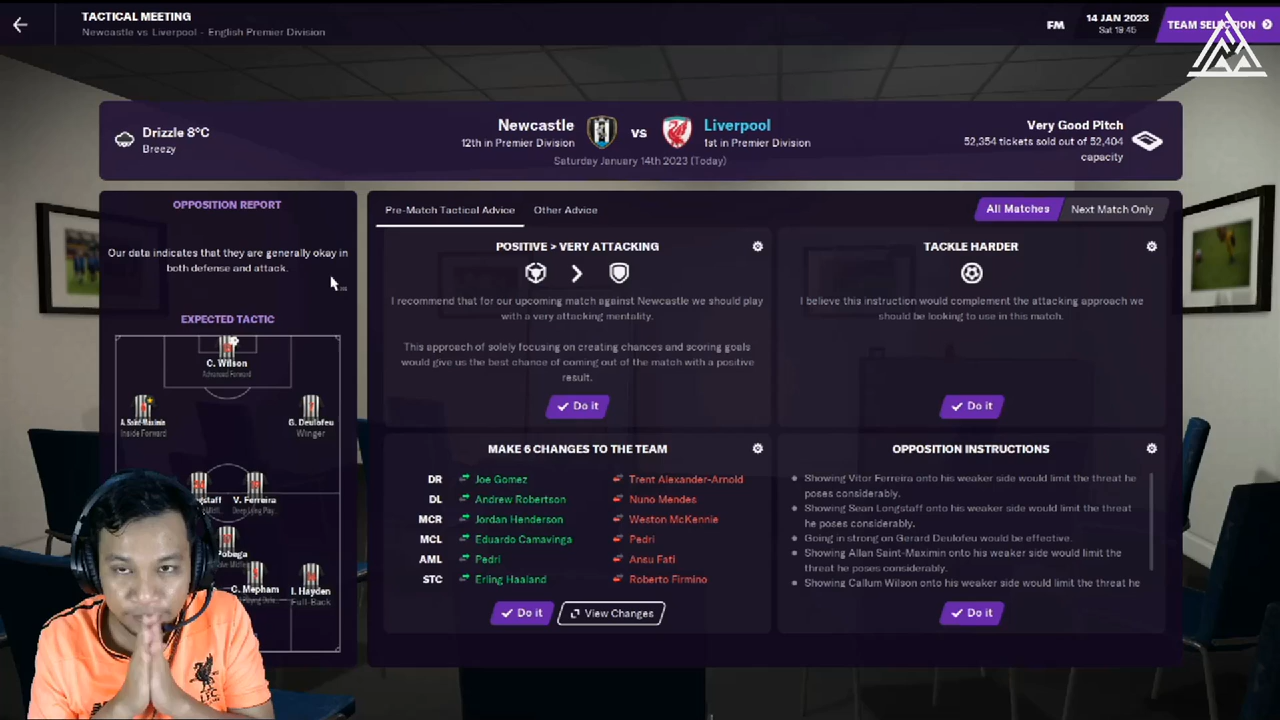 TACTICAL MEETING
Newcastle vs Liverpool - English Premier Division
FM
14 JAN 2023
Sat 19:45
TEAM SELECTION
Drizzle 8°C
Breezy
Newcastle
12th in Premier Division
vs
Liverpool
1st in Premier Division
Saturday January 14th 2023 (Today)
Very Good Pitch
52,354 tickets sold out of 52,404
capacity
OPPOSITION REPORT
Our data indicates that they are generally okay in
both defense and attack.
EXPECTED TACTIC
C. Wilson
Advanced Forward
A. Saint-Maximin
Inside Forward
G. Deulofeu
Winger
gstaff
V. Ferreira
Pobega
C. Mepham
I. Hayden
Full-Back
Pre-Match Tactical Advice
Other Advice
All Matches
Next Match Only
POSITIVE > VERY ATTACKING
I recommend that for our upcoming match against Newcastle we should play
with a very attacking mentality.
This approach of solely focusing on creating chances and scoring goals
would give us the best chance of coming out of the match with a positive
result.
Do it
TACKLE HARDER
I believe this instruction would complement the attacking approach we
should be looking to use in this match.
Do it
MAKE 6 CHANGES TO THE TEAM
DR Joe Gomez Trent Alexander-Arnold
DL Andrew Robertson Nuno Mendes
MCR Jordan Henderson Weston McKennie
MCL Eduardo Camavinga Pedri
AML Pedri Ansu Fati
STC Erling Haaland Roberto Firmino
Do it
View Changes
OPPOSITION INSTRUCTIONS
Showing Vitor Ferreira onto his weaker side would limit the threat he
poses considerably.
Showing Sean Longstaff onto his weaker side would limit the threat
he poses considerably.
Going in strong on Gerard Deulofeu would be effective.
Showing Allan Saint-Maximin onto his weaker side would limit the
threat he poses considerably.
Showing Callum Wilson onto his weaker side would limit the threat he
Do it